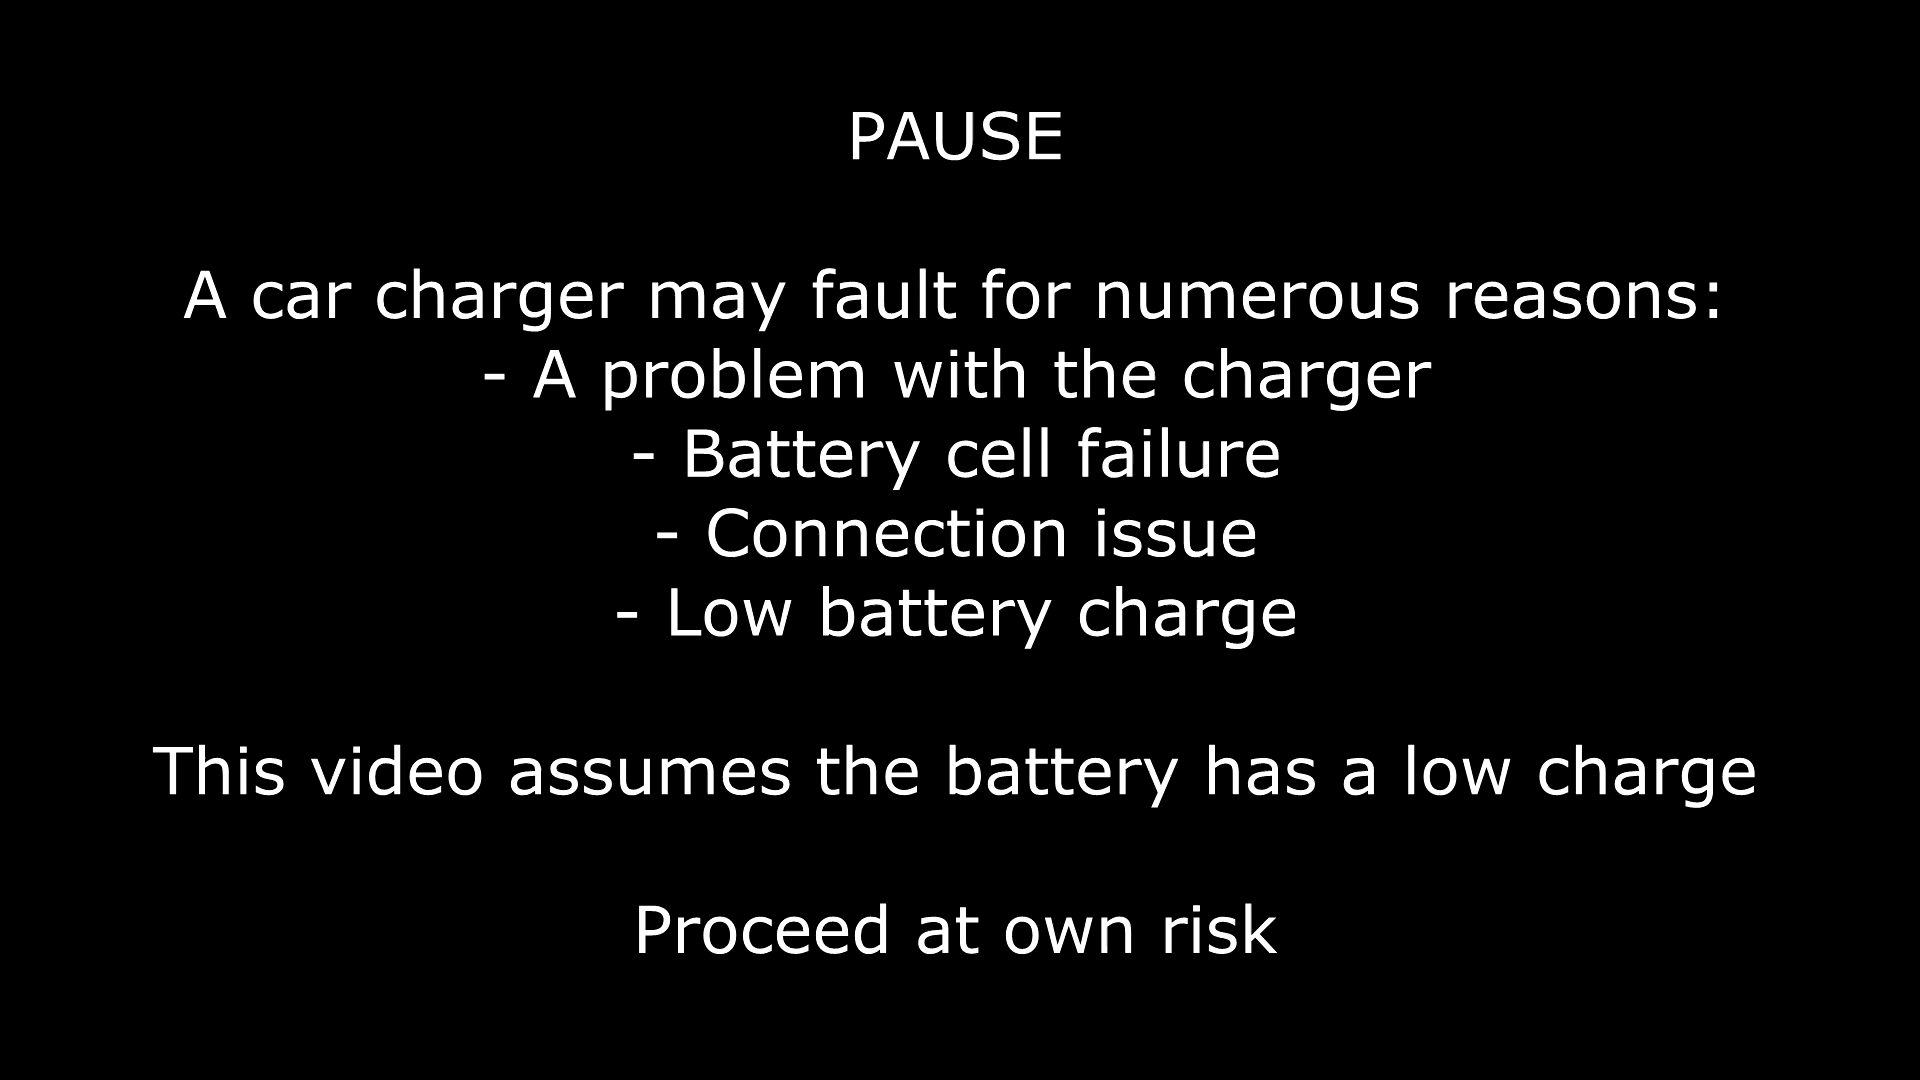 PAUSE
A car charger may fault for numerous reasons:
- A problem with the charger
- Battery cell failure
- Connection issue
- Low battery charge
This video assumes the battery has a low charge
Proceed at own risk